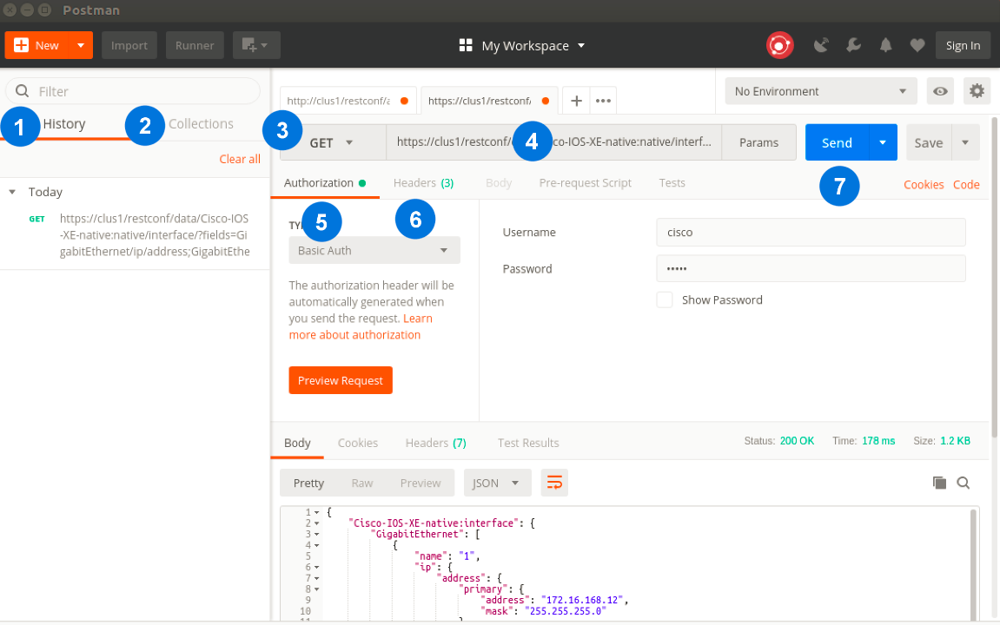 Postman
New Import Runner My Workspace Sign In
Filter
http://clus1/restconf/a https://clus1/restconf/ No Environment
1 History 2 Collections
3 GET https://clus1/restconf/ 4 co-IOS-XE-native:native/interf... Params Send Save
Clear all
Authorization Headers (3) Body Pre-request Script Tests 7 Cookies Code
Today
GET https://clus1/restconf/data/Cisco-IOS
-XE-native:native/interface/?fields=Gi
gabitEthernet/ip/address;GigabitEthe
5 6
TY
Basic Auth
The authorization header will be
automatically generated when
you send the request. Learn
more about authorization
Preview Request
Username cisco
Password •••••
Show Password
Body Cookies Headers (7) Test Results Status: 200 OK Time: 178 ms Size: 1.2 KB
Pretty Raw Preview JSON
1 {
2 "Cisco-IOS-XE-native:interface": {
3 "GigabitEthernet": [
4 {
5 "name": "1",
6 "ip": {
7 "address": {
8 "primary": {
9 "address": "172.16.168.12",
10 "mask": "255.255.255.0"
11 }